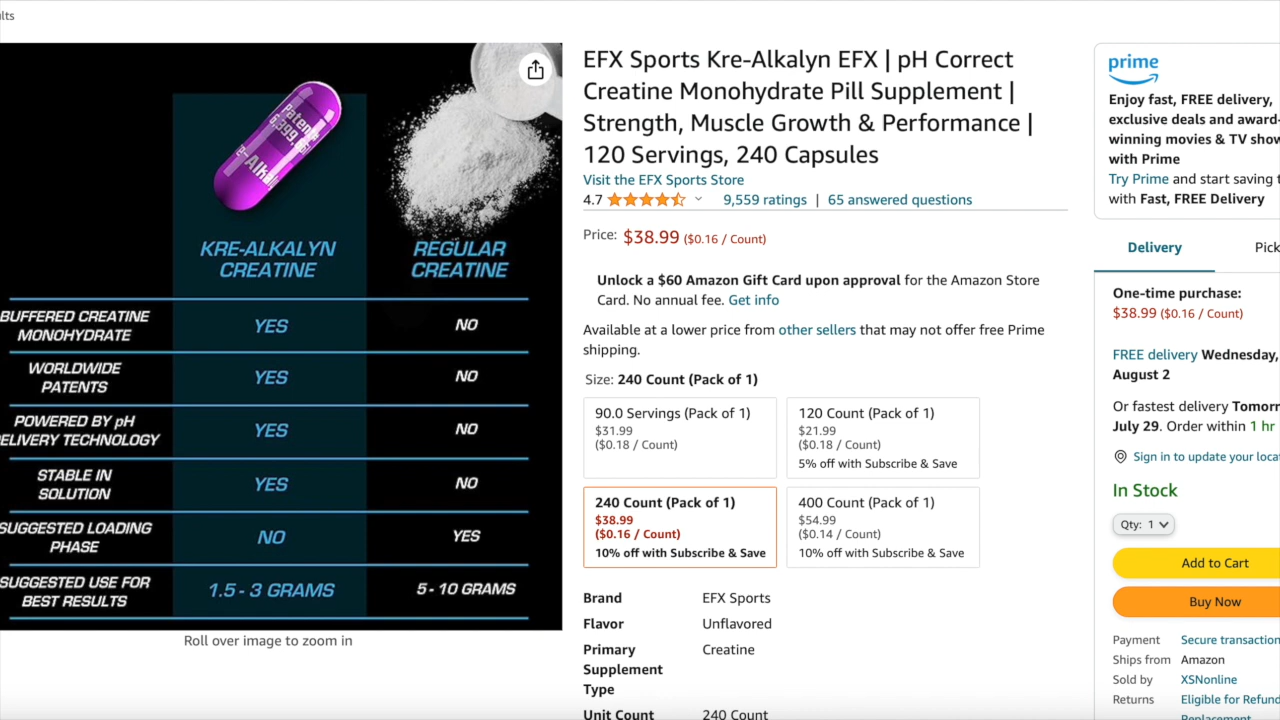 KRE-ALKALYN
CREATINE
REGULAR
CREATINE
BUFFERED CREATINE
MONOHYDRATE
YES
NO
WORLDWIDE
PATENTS
YES
NO
POWERED BY pH
DELIVERY TECHNOLOGY
YES
NO
STABLE IN
SOLUTION
YES
NO
SUGGESTED LOADING
PHASE
NO
YES
SUGGESTED USE FOR
BEST RESULTS
1.5 - 3 GRAMS
5 - 10 GRAMS
Roll over image to zoom in
EFX Sports Kre-Alkalyn EFX | pH Correct
Creatine Monohydrate Pill Supplement |
Strength, Muscle Growth & Performance |
120 Servings, 240 Capsules
Visit the EFX Sports Store
4.7 9,559 ratings | 65 answered questions
Price: $38.99 ($0.16 / Count)
Unlock a $60 Amazon Gift Card upon approval for the Amazon Store
Card. No annual fee. Get info
Available at a lower price from other sellers that may not offer free Prime
shipping.
Size: 240 Count (Pack of 1)
90.0 Servings (Pack of 1)
$31.99
($0.18 / Count)
120 Count (Pack of 1)
$21.99
($0.18 / Count)
5% off with Subscribe & Save
240 Count (Pack of 1)
$38.99
($0.16 / Count)
10% off with Subscribe & Save
400 Count (Pack of 1)
$54.99
($0.14 / Count)
10% off with Subscribe & Save
Brand EFX Sports
Flavor Unflavored
Primary Creatine
Supplement
Type
Unit Count 240 Count
prime
Enjoy fast, FREE delivery,
exclusive deals and award-
winning movies & TV show
with Prime
Try Prime and start saving
with Fast, FREE Delivery
Delivery
One-time purchase:
$38.99 ($0.16 / Count)
FREE delivery Wednesday,
August 2
Or fastest delivery
July 29. Order within 1 hr
Sign in to update your
In Stock
Qty: 1
Add to Cart
Buy Now
Payment Secure transaction
Ships from Amazon
Sold by XSNonline
Returns Eligible for Refund
Replacement